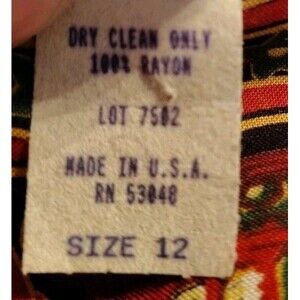 DRY CLEAN ONLY
100% RAYON
LOT 7502
MADE IN U.S.A.
RN 53048
SIZE 12